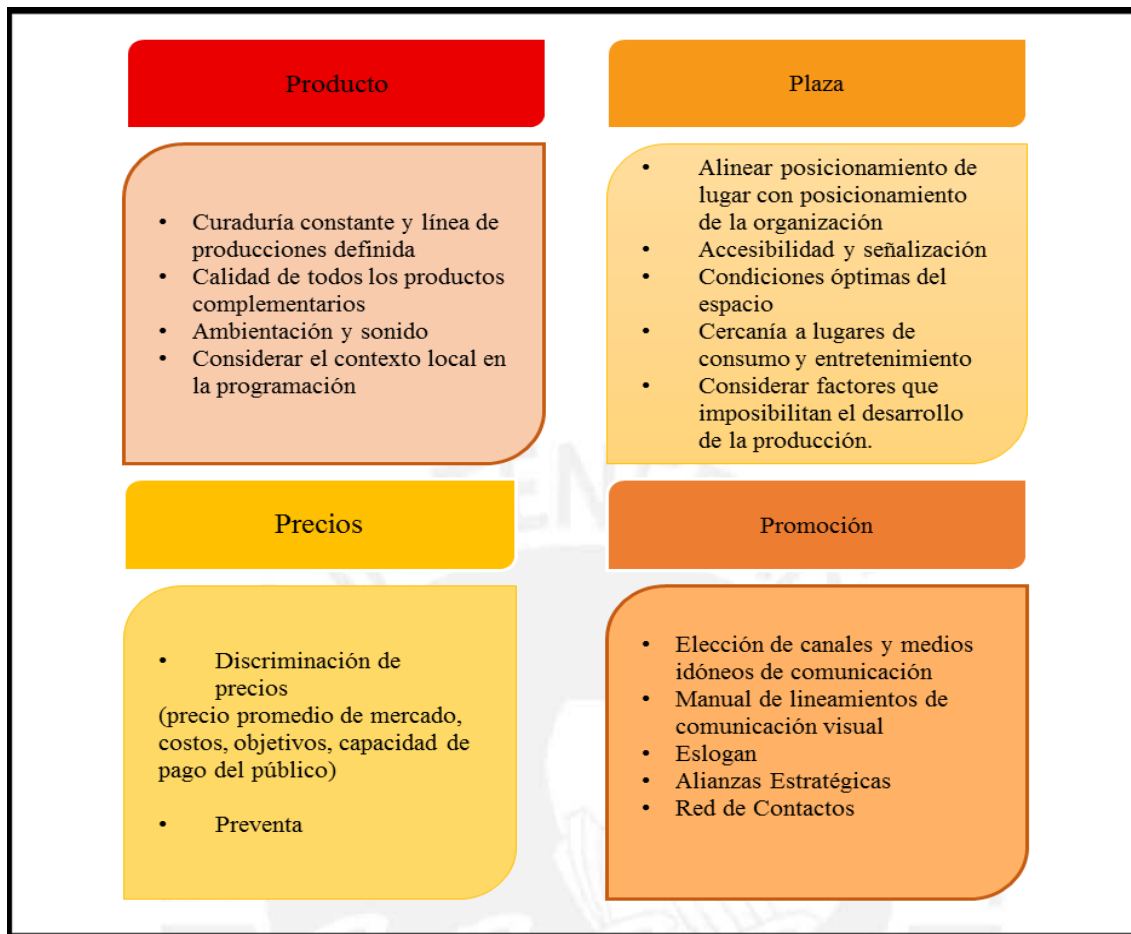 Producto
• Curaduría constante y línea de
producciones definida
• Calidad de todos los productos
complementarios
• Ambientación y sonido
• Considerar el contexto local en
la programación
Plaza
• Alinear posicionamiento de
lugar con posicionamiento
de la organización
• Accesibilidad y señalización
• Condiciones óptimas del
espacio
• Cercanía a lugares de
consumo y entretenimiento
• Considerar factores que
imposibilitan el desarrollo
de la producción.
Precios
• Discriminación de
precios
(precio promedio de mercado,
costos, objetivos, capacidad de
pago del público)
• Preventa
Promoción
• Elección de canales y medios
idóneos de comunicación
• Manual de lineamientos de
comunicación visual
• Eslogan
• Alianzas Estratégicas
• Red de Contactos